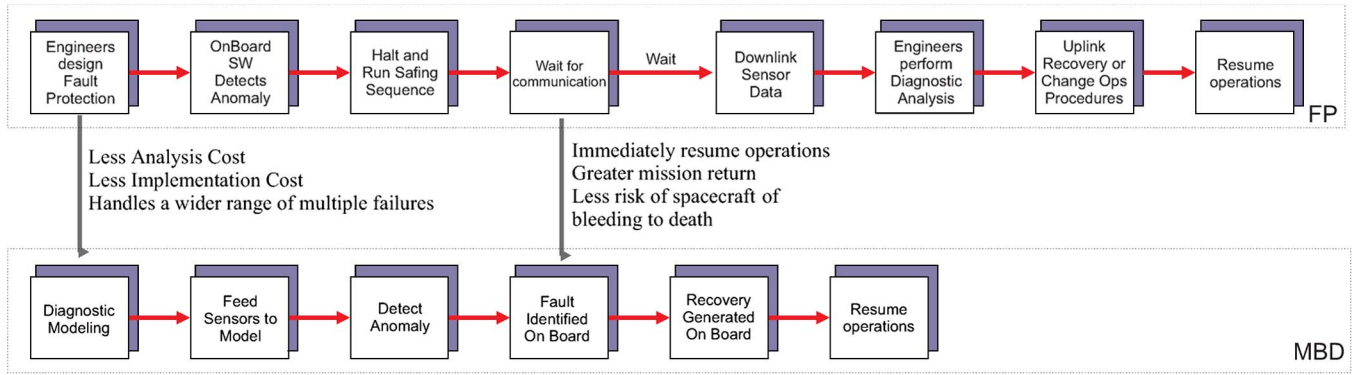 Engineers
design
Fault
Protection
OnBoard
SW
Detects
Anomaly
Halt and
Run Safing
Sequence
Wait for
communication
Wait
Downlink
Sensor
Data
Engineers
perform
Diagnostic
Analysis
Uplink
Recovery or
Change Ops
Procedures
Resume
operations
FP
Less Analysis Cost
Less Implementation Cost
Handles a wider range of multiple failures
Immediately resume operations
Greater mission return
Less risk of spacecraft of
bleeding to death
Diagnostic
Modeling
Feed
Sensors to
Model
Detect
Anomaly
Fault
Identified
On Board
Recovery
Generated
On Board
Resume
operations
MBD